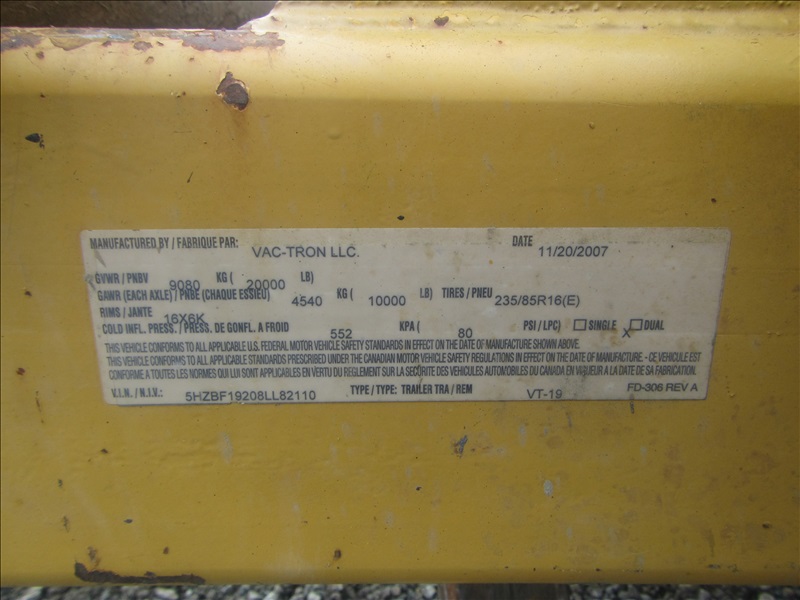 MANUFACTURED BY / FABRIQUE PAR: VAC-TRON LLC. DATE 11/20/2007
GVWR / PNBV 9080 KG ( 20000 LB)
GAWR (EACH AXLE) / PNBE (CHAQUE ESSIEU) 4540 KG ( 10000 LB) TIRES / PNEU 235/85R16(E)
RIMS / JANTE 16X6K
COLD INFL. PRESS. / PRESS. DE GONFL. A FROID 552 KPA ( 80 PSI / LPC) SINGLE X DUAL
THIS VEHICLE CONFORMS TO ALL APPLICABLE U.S. FEDERAL MOTOR VEHICLE SAFETY STANDARDS IN EFFECT ON THE DATE OF MANUFACTURE SHOWN ABOVE.
THIS VEHICLE CONFORMS TO ALL APPLICABLE STANDARDS PRESCRIBED UNDER THE CANADIAN MOTOR VEHICLE SAFETY REGULATIONS IN EFFECT ON THE DATE OF MANUFACTURE - CE VEHICULE EST
CONFORME A TOUTES LES NORMES QUI LUI SONT APPLICABLES EN VERTU DU REGLEMENT SUR LA SECURITE DES VEHICULES AUTOMOBILES DU CANADA EN VIGUEUR A LA DATE DE SA FABRICATION.
V.I.N. / N.I.V.: 5HZBF19208LL82110 TYPE / TYPE: TRAILER TRA / REM VT-19 FD-306 REV A